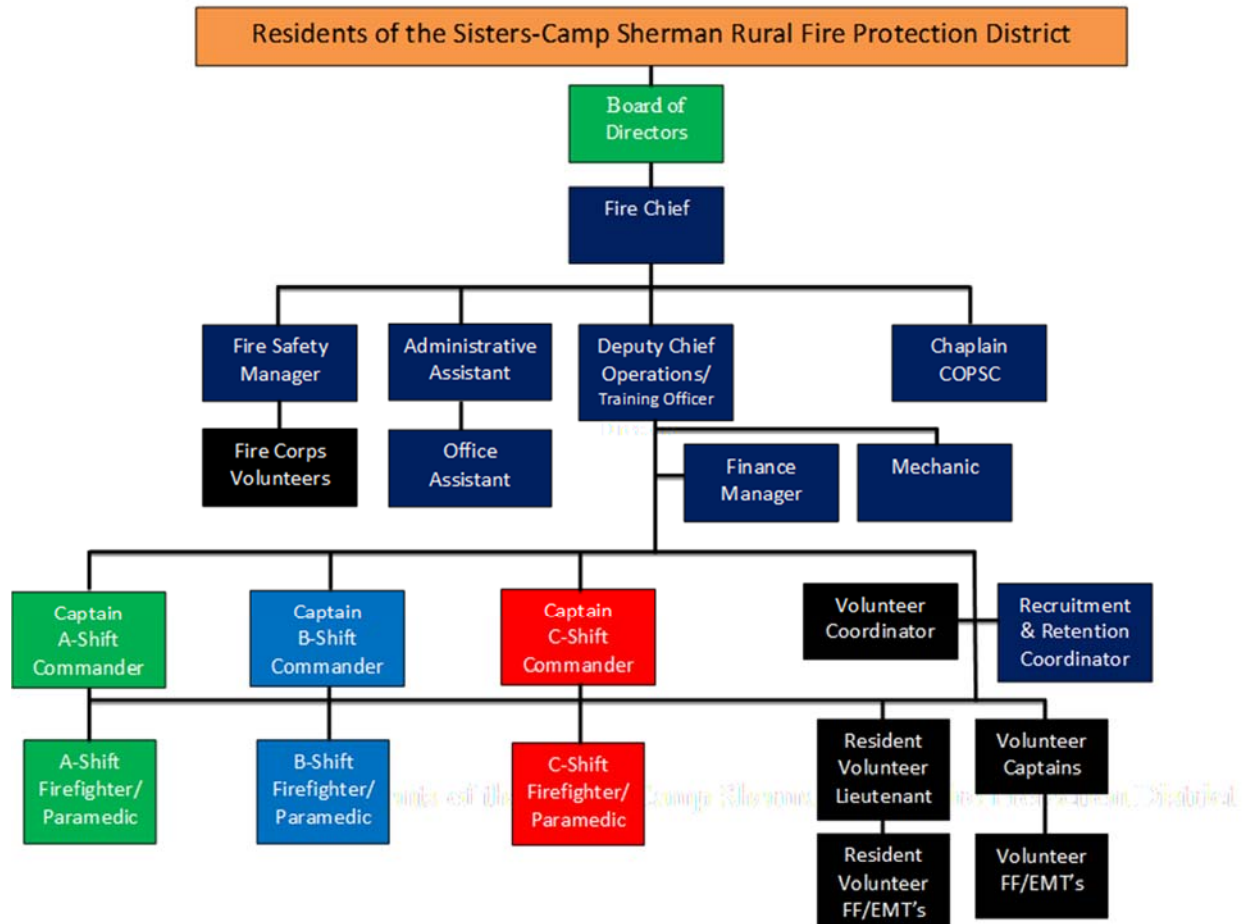 Residents of the Sisters-Camp Sherman Rural Fire Protection District
Board of
Directors
Fire Chief
Fire Safety
Manager
Administrative
Assistant
Deputy Chief
Operations/
Training Officer
Chaplain
COPSC
Fire Corps
Volunteers
Office
Assistant
Finance
Manager
Mechanic
Captain
A-Shift
Commander
Captain
B-Shift
Commander
Captain
C-Shift
Commander
Volunteer
Coordinator
Recruitment
& Retention
Coordinator
A-Shift
Firefighter/
Paramedic
B-Shift
Firefighter/
Paramedic
C-Shift
Firefighter/
Paramedic
Resident
Volunteer
Lieutenant
Volunteer
Captains
Resident
Volunteer
FF/EMT's
Volunteer
FF/EMT's